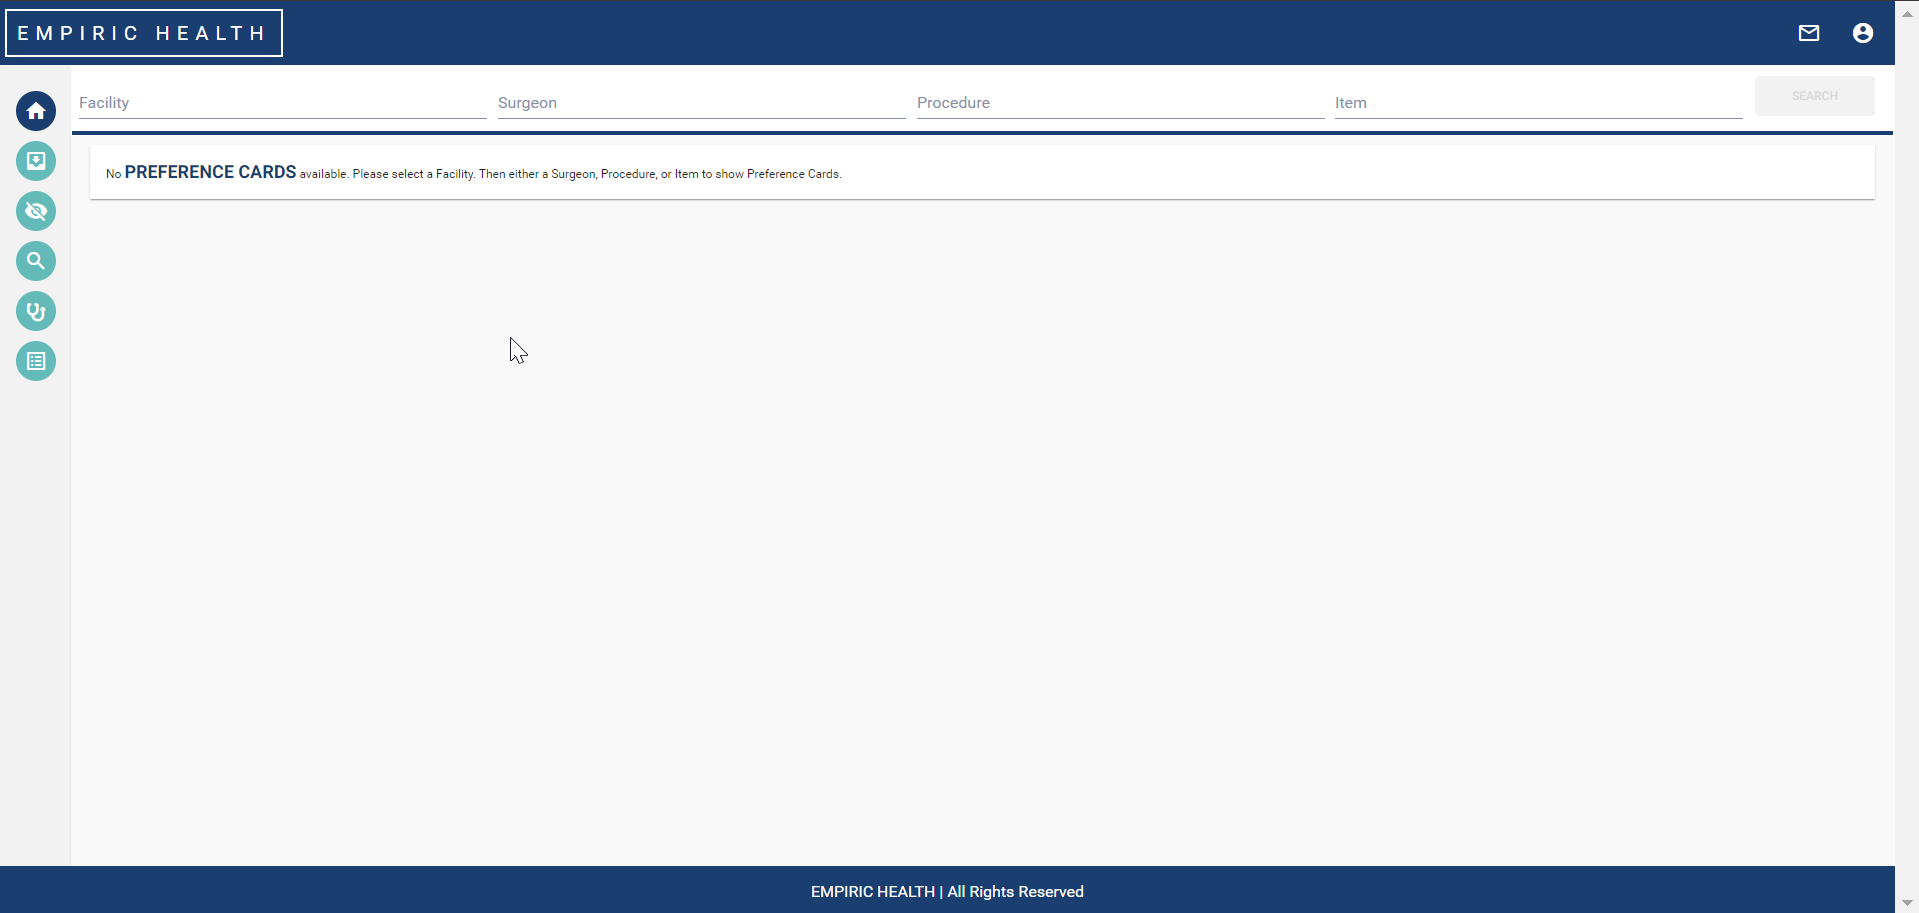 EMPIRIC HEALTH
Facility Surgeon Procedure Item SEARCH
No PREFERENCE CARDS available. Please select a Facility. Then either a Surgeon, Procedure, or Item to show Preference Cards.
EMPIRIC HEALTH | All Rights Reserved